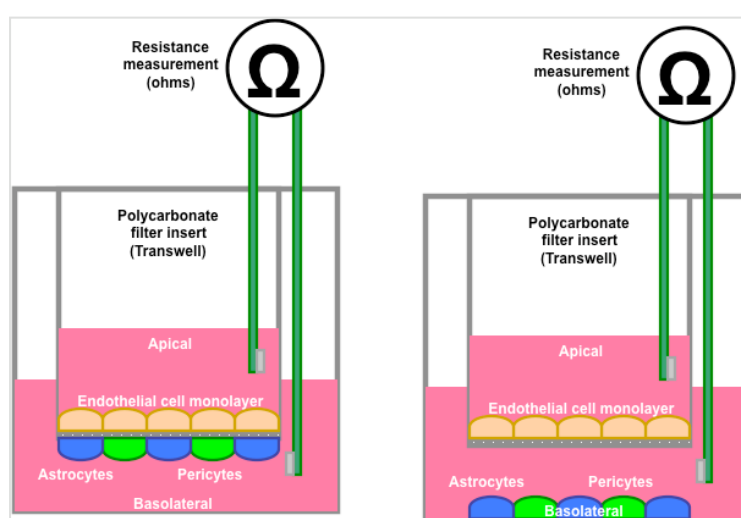 Resistance
measurement
(ohms)
Ω
Polycarbonate
filter insert
(Transwell)
Apical
Endothelial cell monolayer
Astrocytes Pericytes
Basolateral
Resistance
measurement
(ohms)
Ω
Polycarbonate
filter insert
(Transwell)
Apical
Endothelial cell monolayer
Astrocytes Pericytes
Basolateral